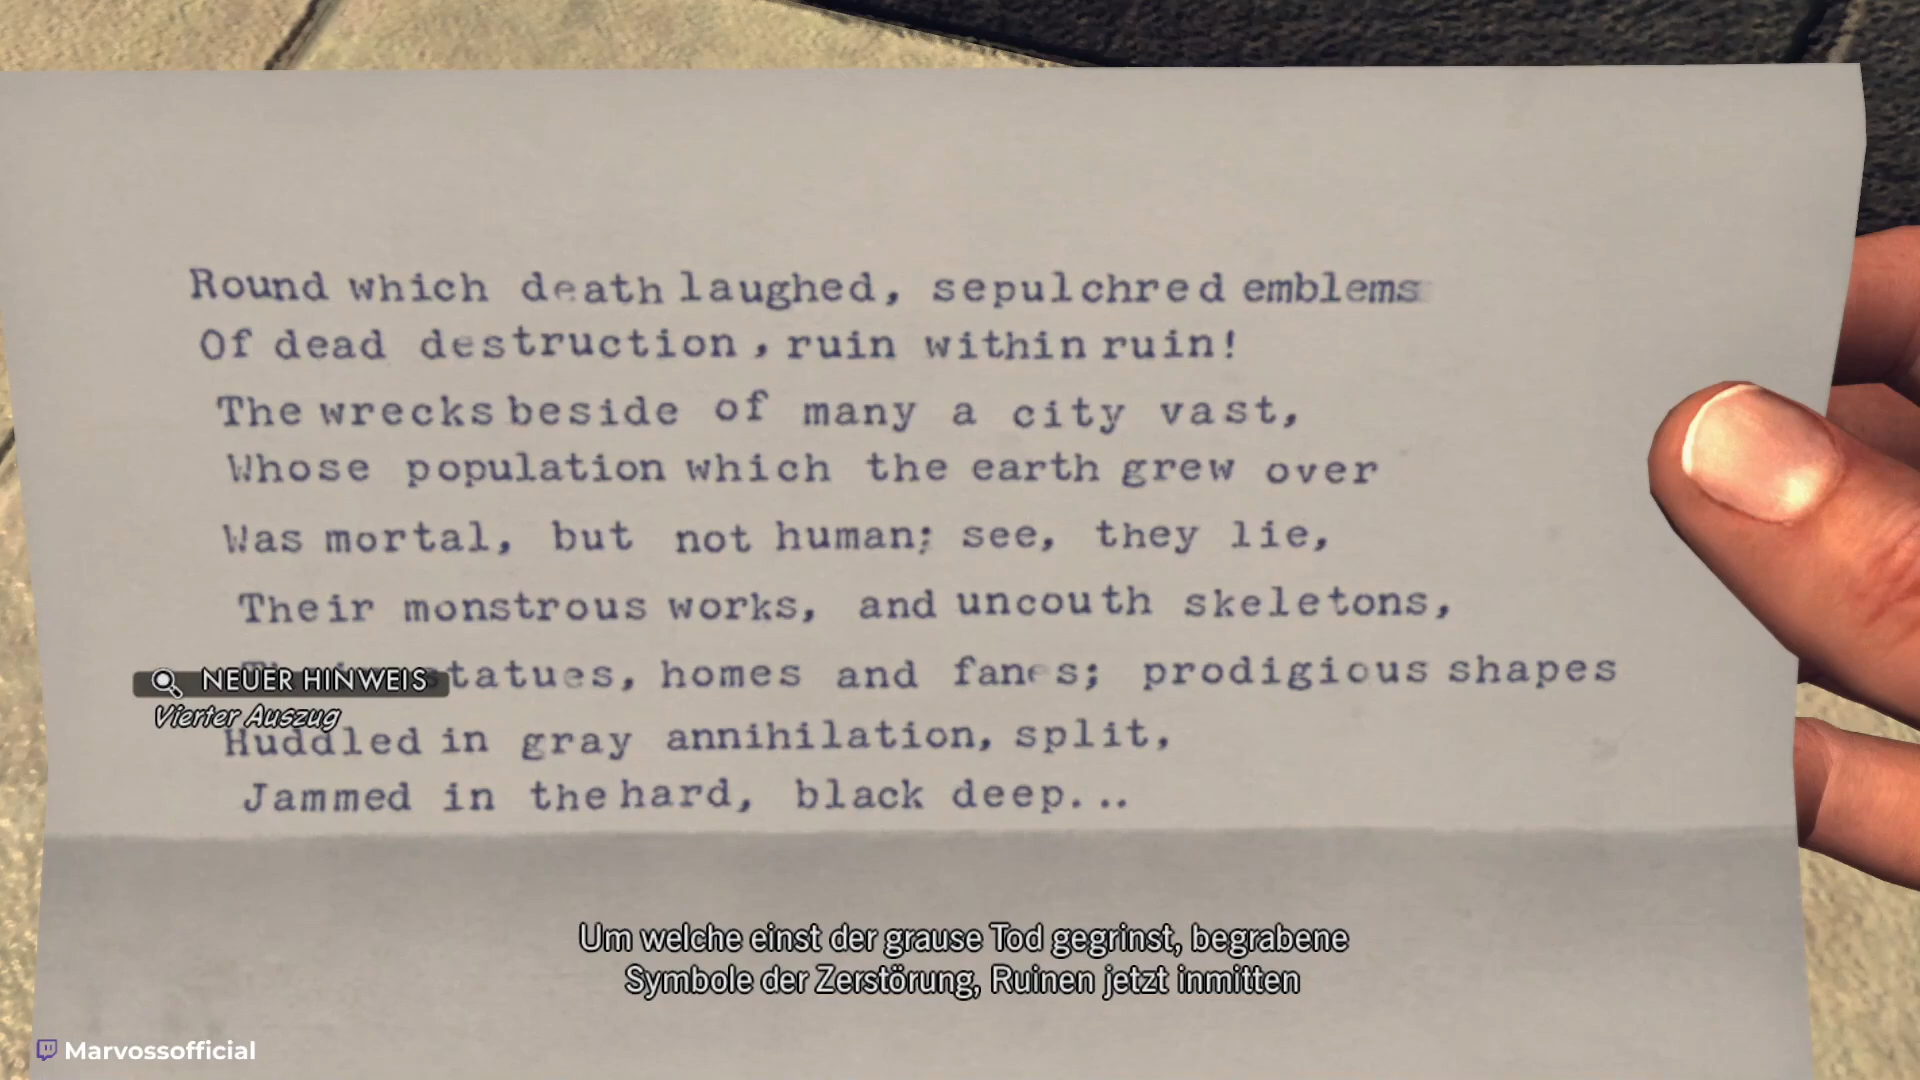 Round which death laughed, sepulchred emblems
Of dead destruction, ruin within ruin!
The wrecks beside of many a city vast,
Whose population which the earth grew over
Was mortal, but not human; see, they lie,
Their monstrous works, and uncouth skeletons,
statues, homes and fanes; prodigious shapes
NEUER HINWEIS
Vierter Auszug
Huddled in gray annihilation, split,
Jammed in the hard, black deep...
Um welche einst der grause Tod gegrinst, begrabene
Symbole der Zerstörung, Ruinen jetzt inmitten
Marvossofficial